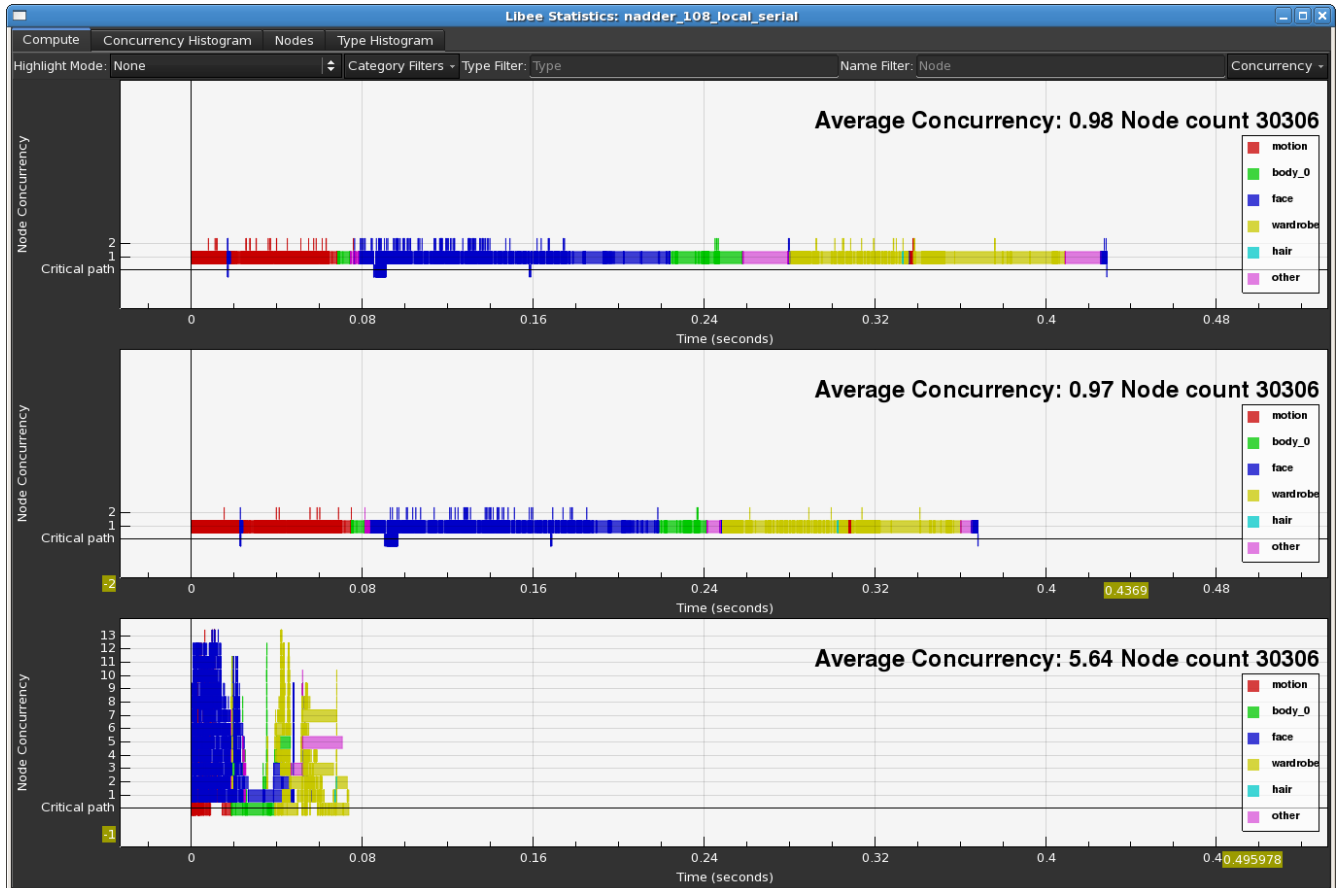 Libee Statistics: nadder_108_local_serial
Compute Concurrency Histogram Nodes Type Histogram
Highlight Mode: None Category Filters Type Filter: Type Name Filter: Node Concurrency
Average Concurrency: 0.98 Node count 30306
motion
body_0
face
wardrobe
hair
other
Node Concurrency
2
1
Critical path
0 0.08 0.16 0.24 0.32 0.4 0.48
Time (seconds)
Average Concurrency: 0.97 Node count 30306
motion
body_0
face
wardrobe
hair
other
Node Concurrency
2
1
Critical path
-2
0 0.08 0.16 0.24 0.32 0.4 0.4369 0.48
Time (seconds)
Average Concurrency: 5.64 Node count 30306
motion
body_0
face
wardrobe
hair
other
Node Concurrency
13
12
11
10
9
8
7
6
5
4
3
2
1
Critical path
-1
0 0.08 0.16 0.24 0.32 0.4 0.4 0.495978
Time (seconds)